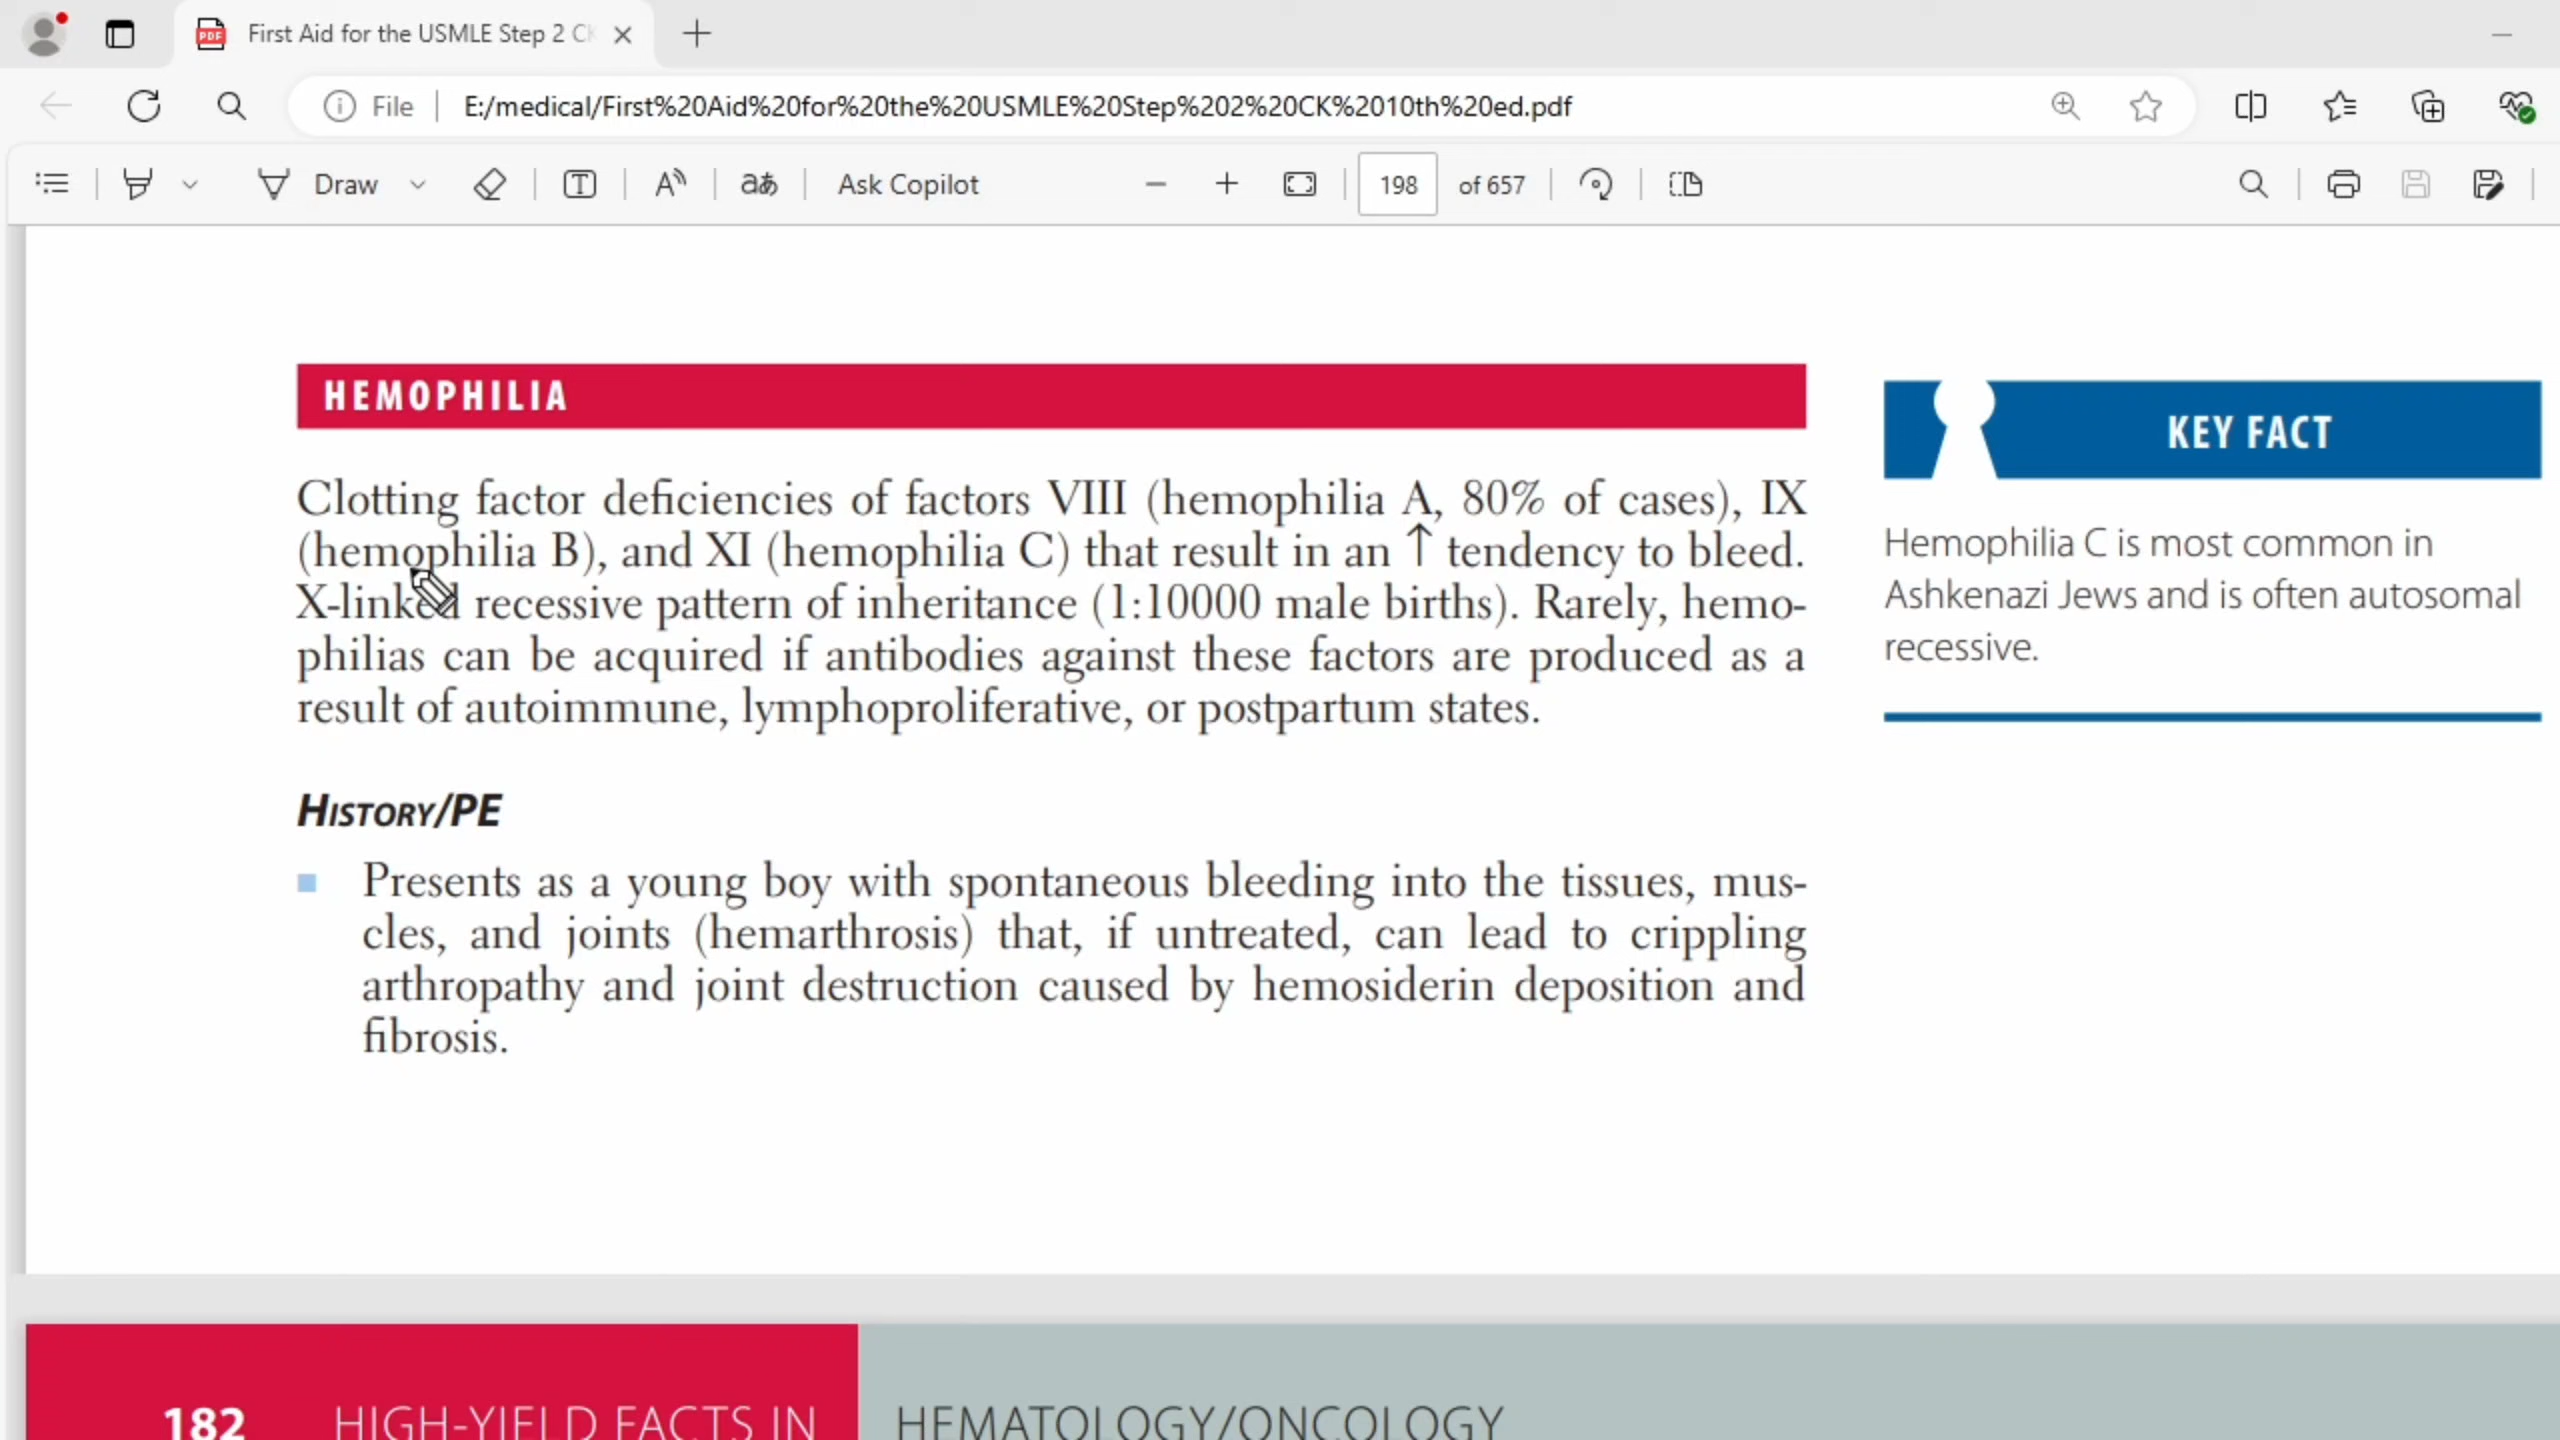 First Aid for the USMLE Step 2 CK
File
E:/medical/First%20Aid%20for%20the%20USMLE%20Step%202%20CK%2010th%20ed.pdf
Draw
aあ
Ask Copilot
198 of 657
HEMOPHILIA
Clotting factor deficiencies of factors VIII (hemophilia A, 80% of cases), IX
(hemophilia B), and XI (hemophilia C) that result in an ↑ tendency to bleed.
X-linked recessive pattern of inheritance (1:10000 male births). Rarely, hemo-
philias can be acquired if antibodies against these factors are produced as a
result of autoimmune, lymphoproliferative, or postpartum states.
HISTORY/PE
■ Presents as a young boy with spontaneous bleeding into the tissues, mus-
cles, and joints (hemarthrosis) that, if untreated, can lead to crippling
arthropathy and joint destruction caused by hemosiderin deposition and
fibrosis.
KEY FACT
Hemophilia C is most common in
Ashkenazi Jews and is often autosomal
recessive.
182 HIGH-YIELD FACTS IN HEMATOLOGY/ONCOLOGY